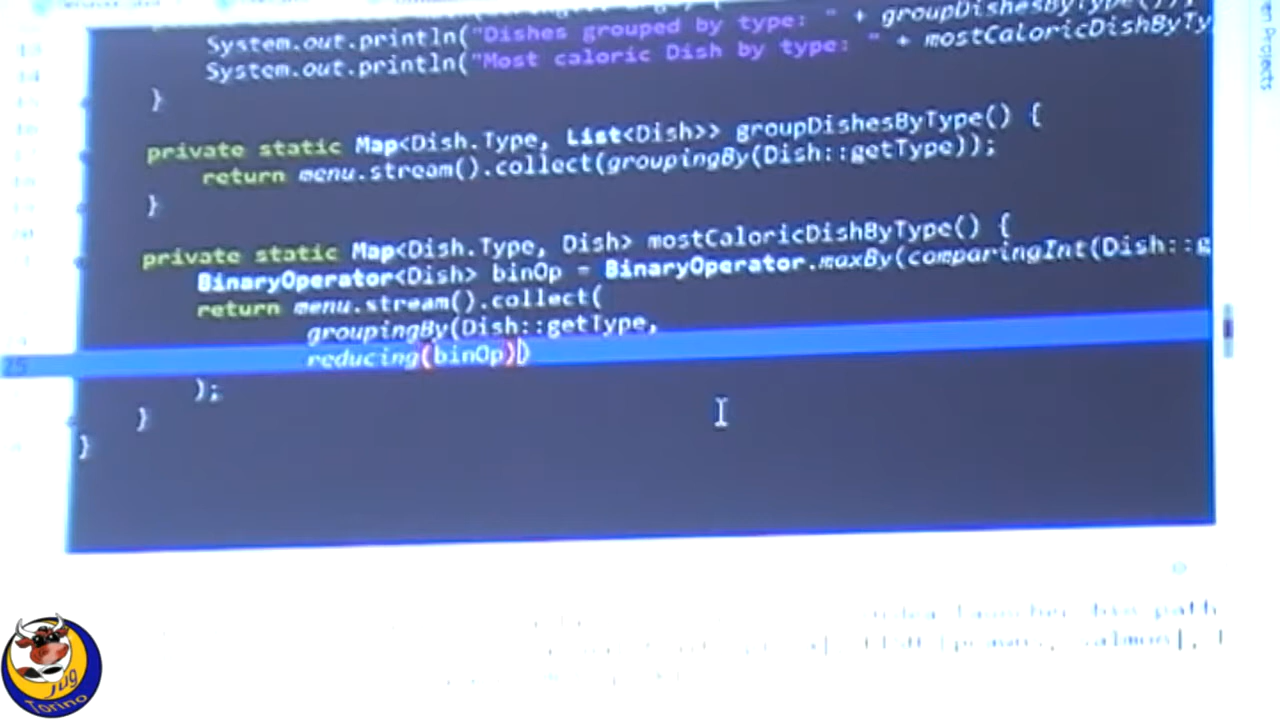 System.out.println("Dishes grouped by type: " + groupDishesByType());
System.out.println("Most caloric Dish by type: " + mostCaloricDishByTy
}
private static Map<Dish.Type, List<Dish>> groupDishesByType() {
return menu.stream().collect(groupingBy(Dish::getType));
}
private static Map<Dish.Type, Dish> mostCaloricDishByType() {
BinaryOperator<Dish> binOp = BinaryOperator.maxBy(comparingInt(Dish::g
return menu.stream().collect(
groupingBy(Dish::getType,
25 reducing(binOp))
);
}
}
en Projects
jug
Torino